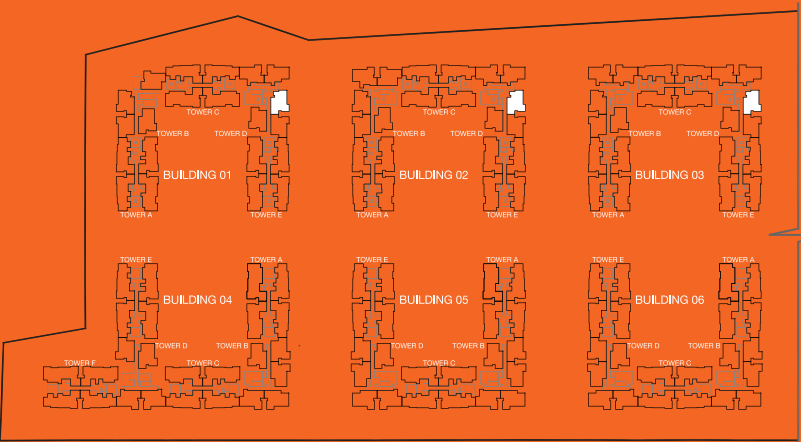 TOWER C TOWER C TOWER C
TOWER B TOWER D TOWER B TOWER D TOWER B TOWER D
BUILDING 01 BUILDING 02 BUILDING 03
TOWER A TOWER E TOWER A TOWER E TOWER A TOWER E
TOWER E TOWER A TOWER E TOWER A TOWER E TOWER A
BUILDING 04 BUILDING 05 BUILDING 06
TOWER D TOWER B TOWER D TOWER B TOWER D TOWER B
TOWER F TOWER C TOWER C TOWER C